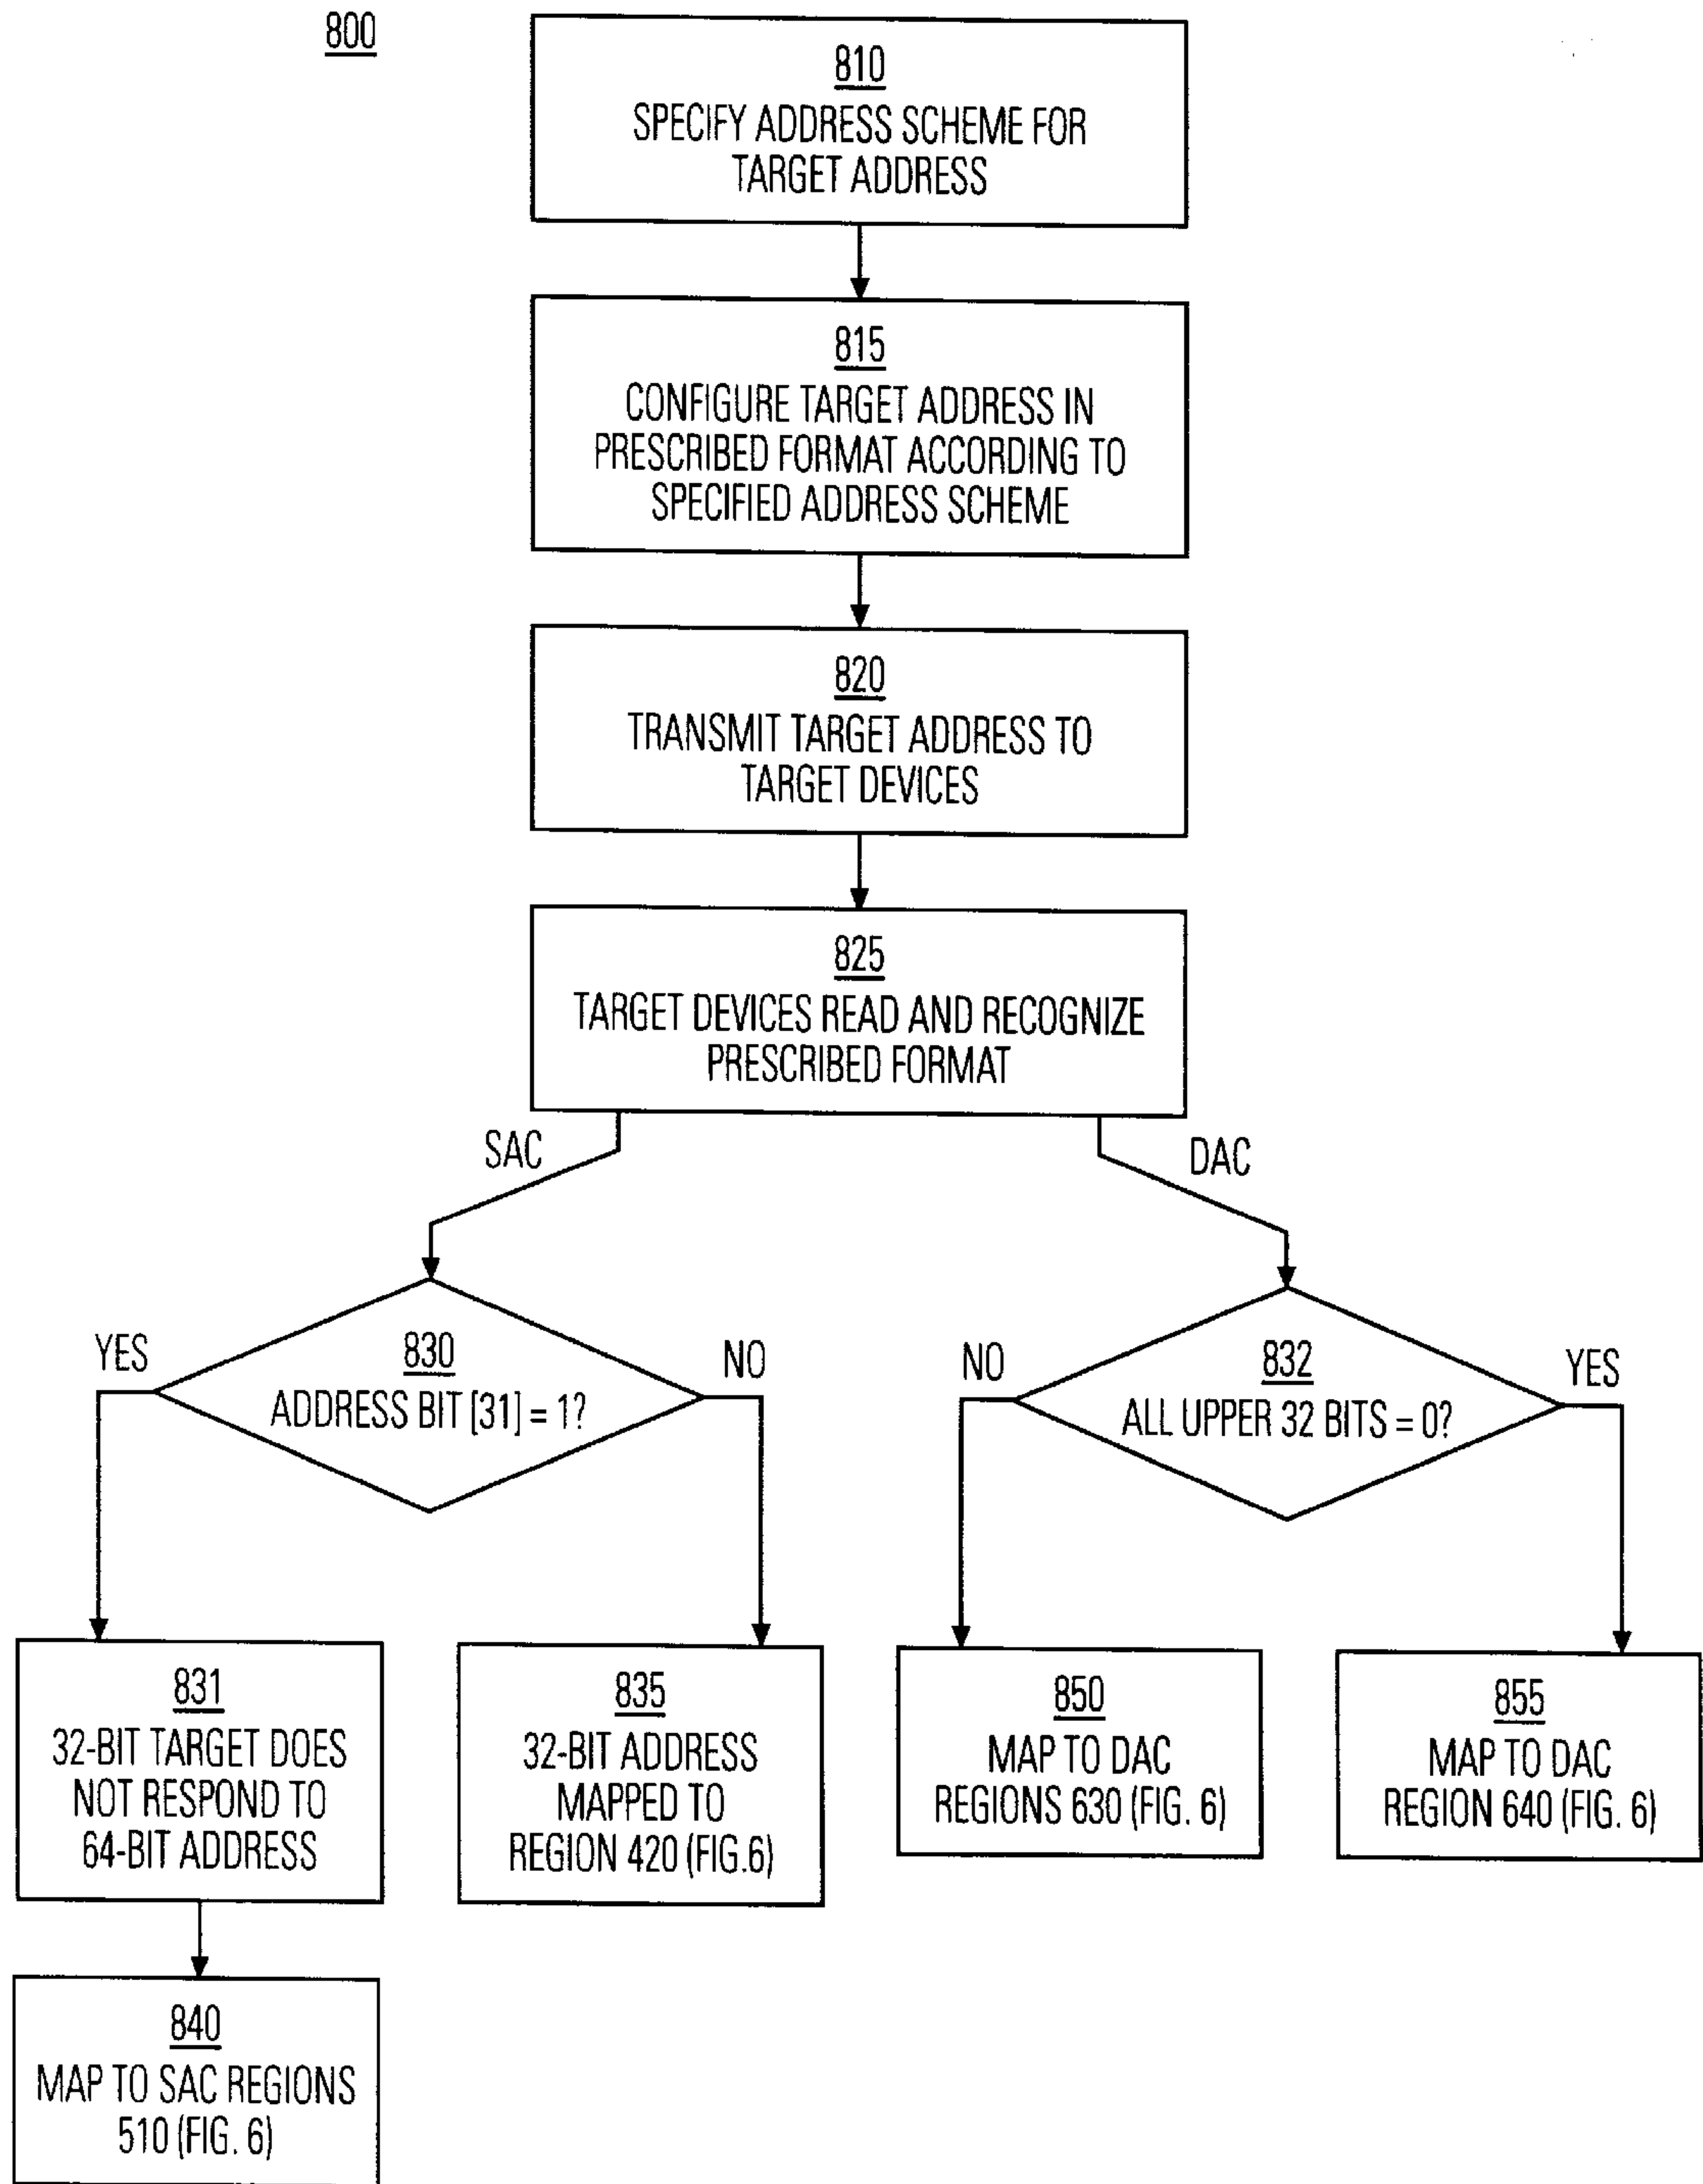 800
810
SPECIFY ADDRESS SCHEME FOR
TARGET ADDRESS
815
CONFIGURE TARGET ADDRESS IN
PRESCRIBED FORMAT ACCORDING TO
SPECIFIED ADDRESS SCHEME
820
TRANSMIT TARGET ADDRESS TO
TARGET DEVICES
825
TARGET DEVICES READ AND RECOGNIZE
PRESCRIBED FORMAT
SAC
DAC
YES
830
ADDRESS BIT [31] = 1?
NO
NO
832
ALL UPPER 32 BITS = 0?
YES
831
32-BIT TARGET DOES
NOT RESPOND TO
64-BIT ADDRESS
835
32-BIT ADDRESS
MAPPED TO
REGION 420 (FIG.6)
850
MAP TO DAC
REGIONS 630 (FIG. 6)
855
MAP TO DAC
REGION 640 (FIG. 6)
840
MAP TO SAC REGIONS
510 (FIG. 6)